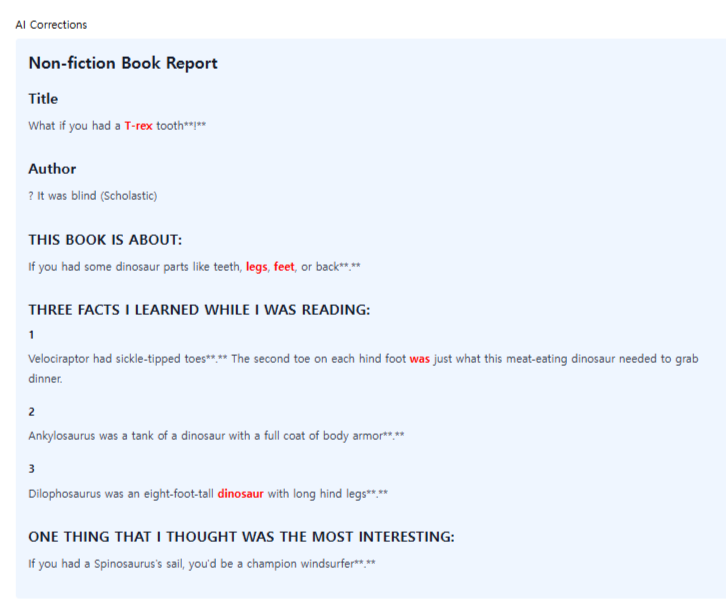 AI Corrections
Non-fiction Book Report
Title
What if you had a T-rex tooth**!**
Author
? It was blind (Scholastic)
THIS BOOK IS ABOUT:
If you had some dinosaur parts like teeth, legs, feet, or back**.**
THREE FACTS I LEARNED WHILE I WAS READING:
1
Velociraptor had sickle-tipped toes**.** The second toe on each hind foot was just what this meat-eating dinosaur needed to grab
dinner.
2
Ankylosaurus was a tank of a dinosaur with a full coat of body armor**.**
3
Dilophosaurus was an eight-foot-tall dinosaur with long hind legs**.**
ONE THING THAT I THOUGHT WAS THE MOST INTERESTING:
If you had a Spinosaurus's sail, you'd be a champion windsurfer**.**